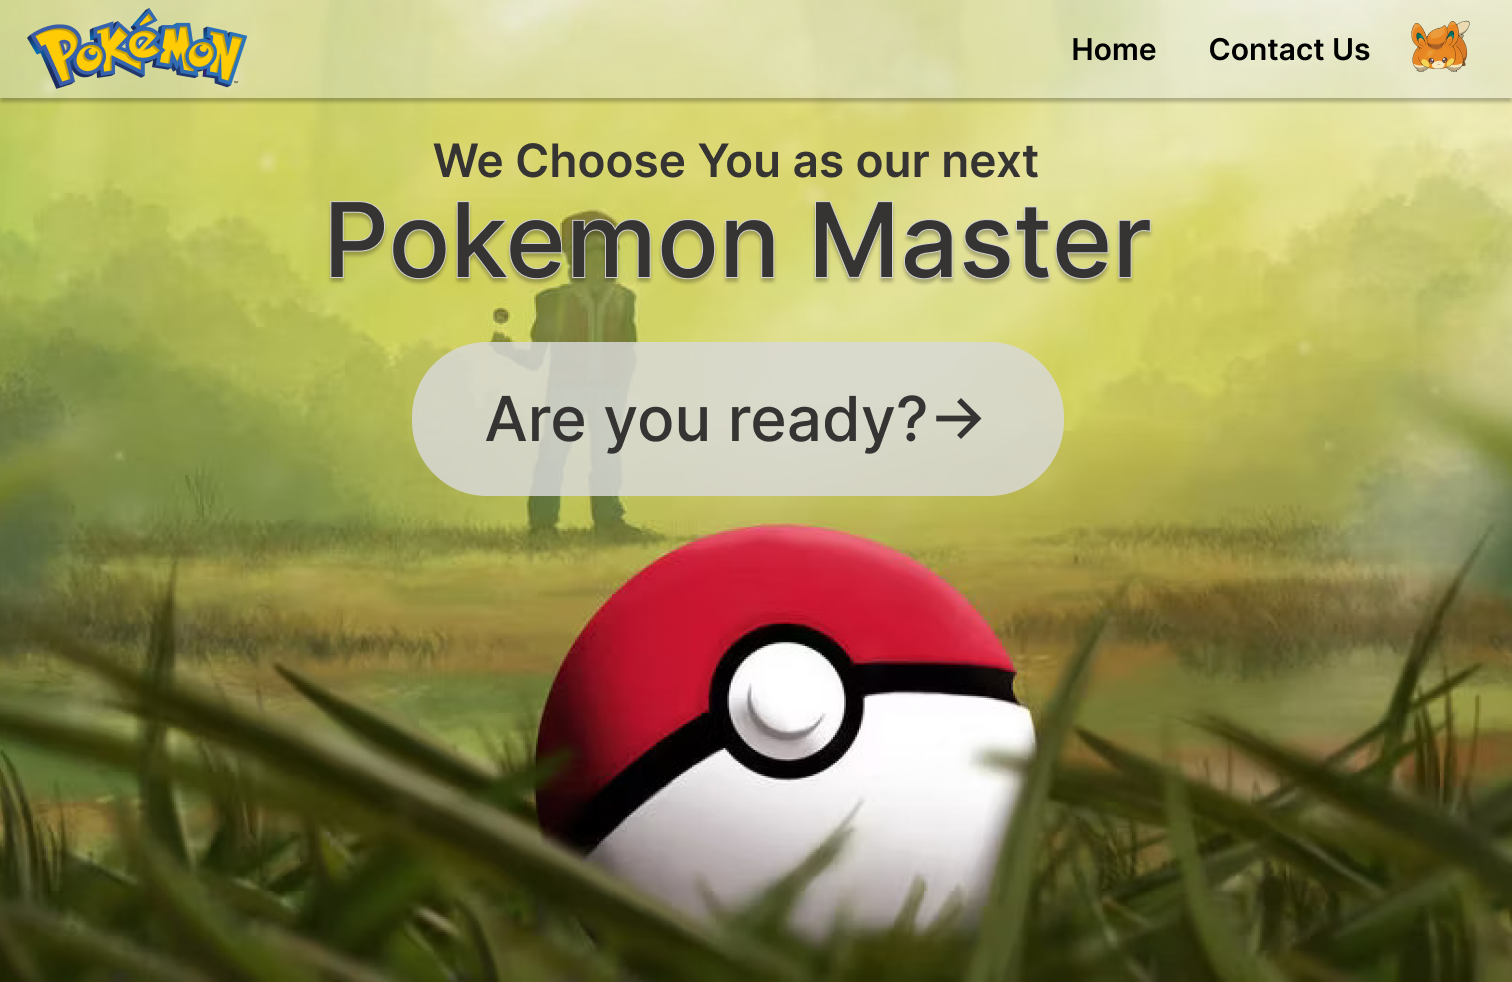 Pokémon
Home
Contact Us
We Choose You as our next
Pokemon Master
Are you ready?→